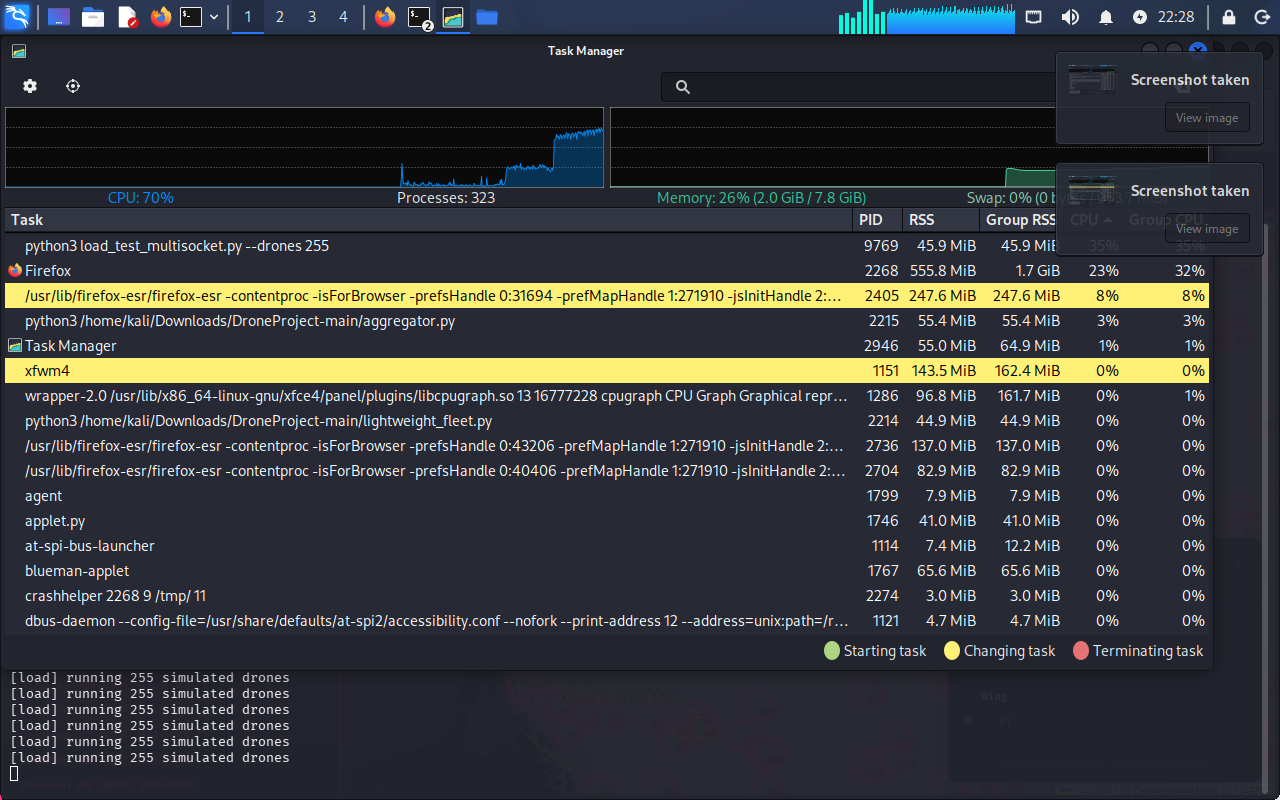 1 2 3 4 2 22:28
Task Manager
Screenshot taken
View image
CPU: 70% Processes: 323 Memory: 26% (2.0 GiB / 7.8 GiB) Swap: 0%
Screenshot taken
View image
Task PID RSS Group RSS CPU Group CPU
python3 load_test_multisocket.py --drones 255 9769 45.9 MiB 45.9 MiB 35% 35%
Firefox 2268 555.8 MiB 1.7 GiB 23% 32%
/usr/lib/firefox-esr/firefox-esr -contentproc -isForBrowser -prefsHandle 0:31694 -prefMapHandle 1:271910 -jsInitHandle 2:... 2405 247.6 MiB 247.6 MiB 8% 8%
python3 /home/kali/Downloads/DroneProject-main/aggregator.py 2215 55.4 MiB 55.4 MiB 3% 3%
Task Manager 2946 55.0 MiB 64.9 MiB 1% 1%
xfwm4 1151 143.5 MiB 162.4 MiB 0% 0%
wrapper-2.0 /usr/lib/x86_64-linux-gnu/xfce4/panel/plugins/libcpugraph.so 13 16777228 cpugraph CPU Graph Graphical repr... 1286 96.8 MiB 161.7 MiB 0% 1%
python3 /home/kali/Downloads/DroneProject-main/lightweight_fleet.py 2214 44.9 MiB 44.9 MiB 0% 0%
/usr/lib/firefox-esr/firefox-esr -contentproc -isForBrowser -prefsHandle 0:43206 -prefMapHandle 1:271910 -jsInitHandle 2:... 2736 137.0 MiB 137.0 MiB 0% 0%
/usr/lib/firefox-esr/firefox-esr -contentproc -isForBrowser -prefsHandle 0:40406 -prefMapHandle 1:271910 -jsInitHandle 2:... 2704 82.9 MiB 82.9 MiB 0% 0%
agent 1799 7.9 MiB 7.9 MiB 0% 0%
applet.py 1746 41.0 MiB 41.0 MiB 0% 0%
at-spi-bus-launcher 1114 7.4 MiB 12.2 MiB 0% 0%
blueman-applet 1767 65.6 MiB 65.6 MiB 0% 0%
crashhelper 2268 9 /tmp/ 11 2274 3.0 MiB 3.0 MiB 0% 0%
dbus-daemon --config-file=/usr/share/defaults/at-spi2/accessibility.conf --nofork --print-address 12 --address=unix:path=/r... 1121 4.7 MiB 4.7 MiB 0% 0%
Starting task Changing task Terminating task
[load] running 255 simulated drones
[load] running 255 simulated drones
[load] running 255 simulated drones
[load] running 255 simulated drones
[load] running 255 simulated drones
[load] running 255 simulated drones